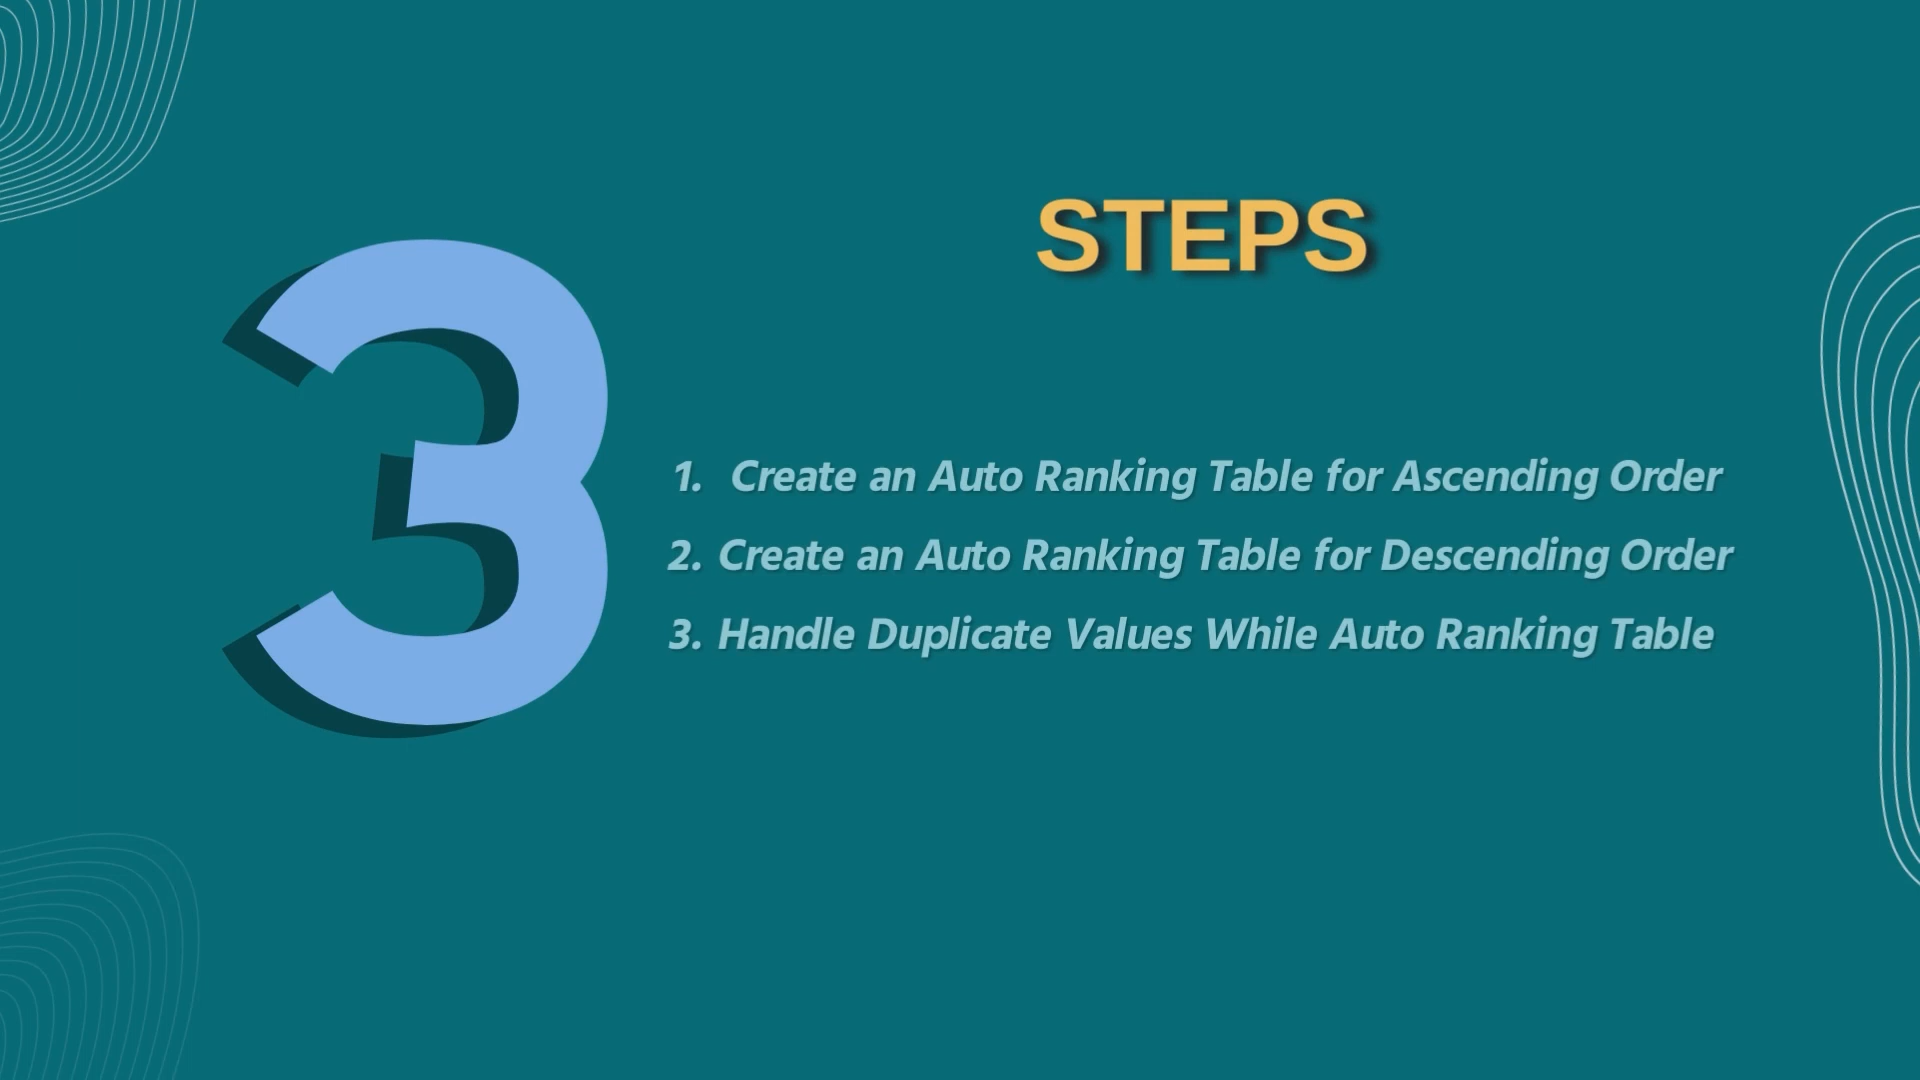 3
STEPS
1. Create an Auto Ranking Table for Ascending Order
2. Create an Auto Ranking Table for Descending Order
3. Handle Duplicate Values While Auto Ranking Table